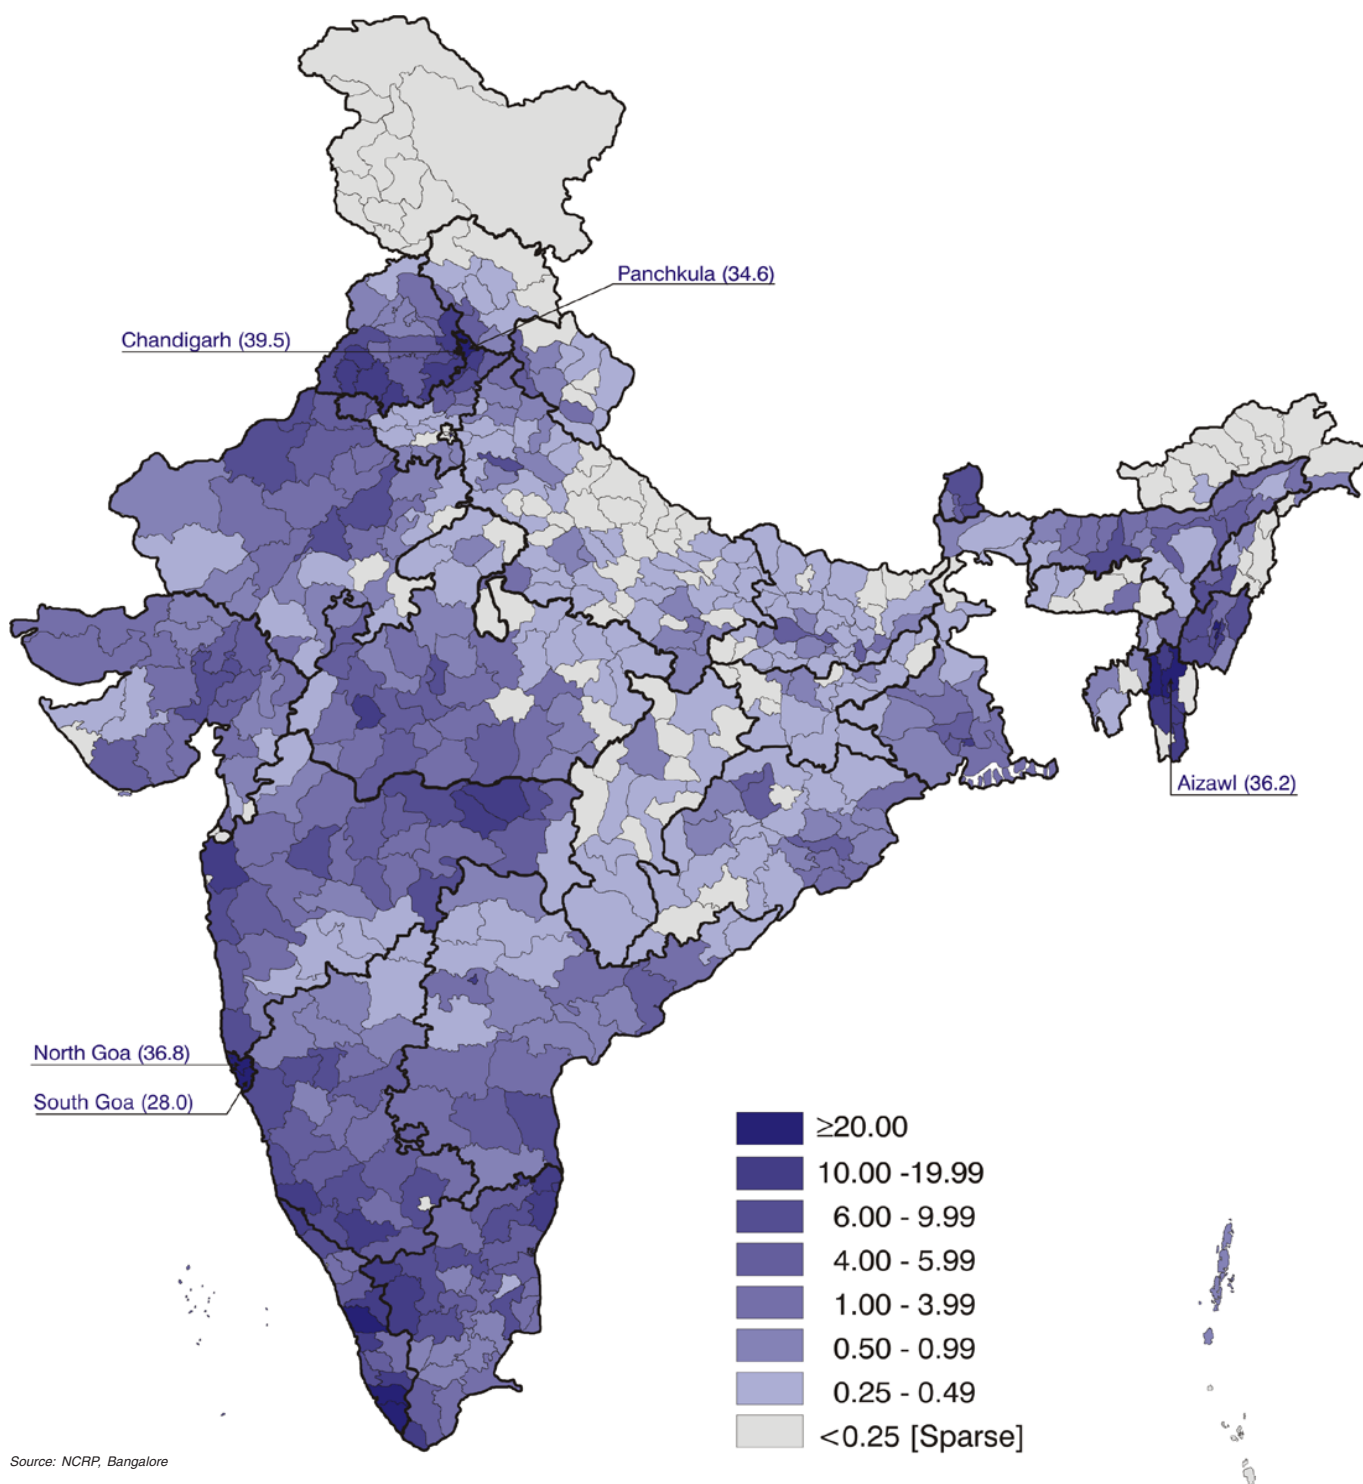 Panchkula (34.6)
Chandigarh (39.5)
Aizawl (36.2)
North Goa (36.8)
South Goa (28.0)
≥20.00
10.00 -19.99
6.00 - 9.99
4.00 - 5.99
1.00 - 3.99
0.50 - 0.99
0.25 - 0.49
<0.25 [Sparse]
Source: NCRP, Bangalore